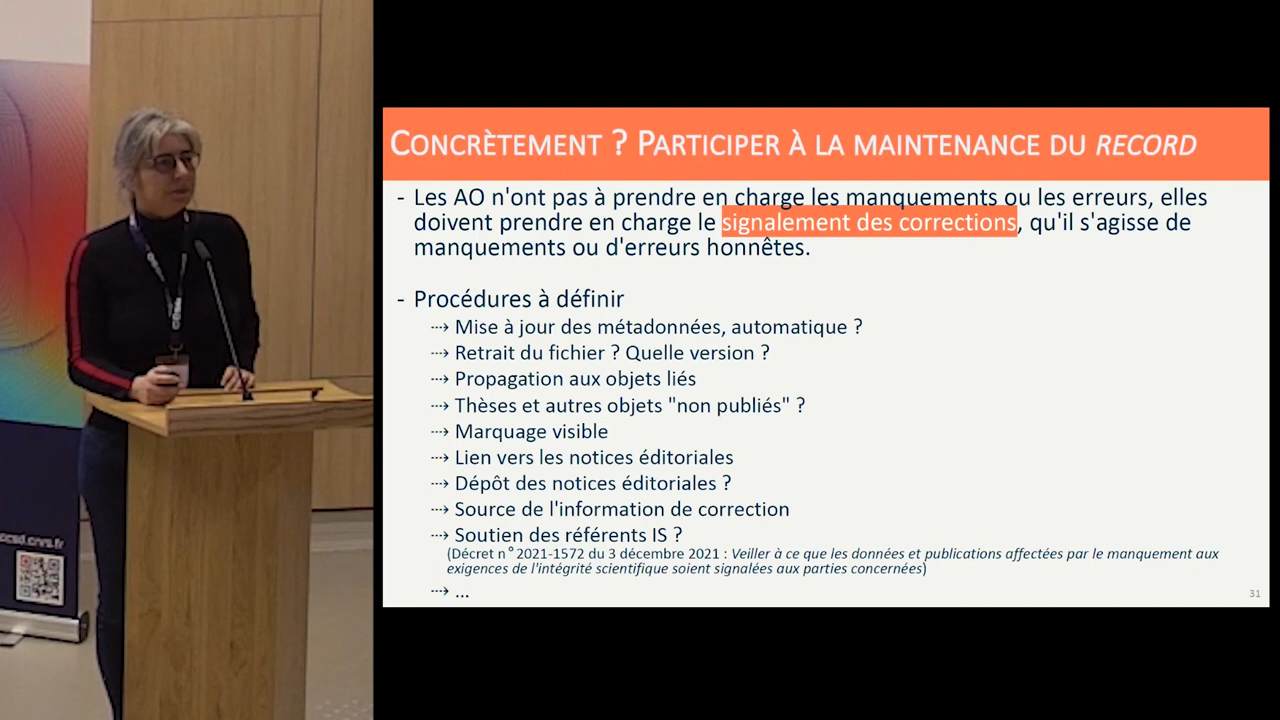 CONCRÈTEMENT ? PARTICIPER À LA MAINTENANCE DU RECORD
- Les AO n'ont pas à prendre en charge les manquements ou les erreurs, elles
doivent prendre en charge le signalement des corrections, qu'il s'agisse de
manquements ou d'erreurs honnêtes.
- Procédures à définir
⤏ Mise à jour des métadonnées, automatique ?
⤏ Retrait du fichier ? Quelle version ?
⤏ Propagation aux objets liés
⤏ Thèses et autres objets "non publiés" ?
⤏ Marquage visible
⤏ Lien vers les notices éditoriales
⤏ Dépôt des notices éditoriales ?
⤏ Source de l'information de correction
⤏ Soutien des référents IS ?
(Décret n°2021-1572 du 3 décembre 2021 : Veiller à ce que les données et publications affectées par le manquement aux
exigences de l'intégrité scientifique soient signalées aux parties concernées)
⤏ ...
31